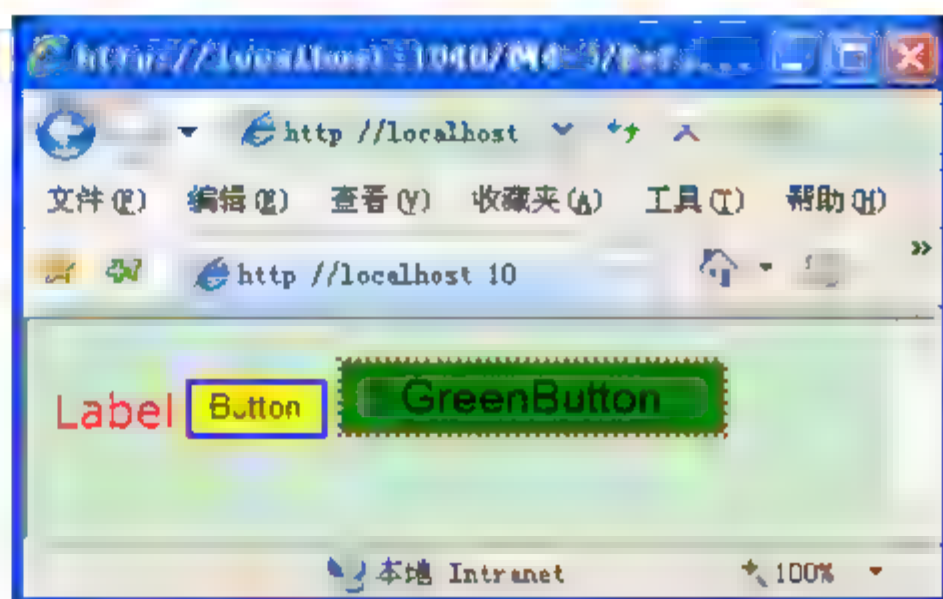 http //localhost
文件(F) 编辑(E) 查看(V) 收藏夹(A) 工具(T) 帮助(H)
http //localhost 10
Label Button GreenButton
本地 Intranet 100%